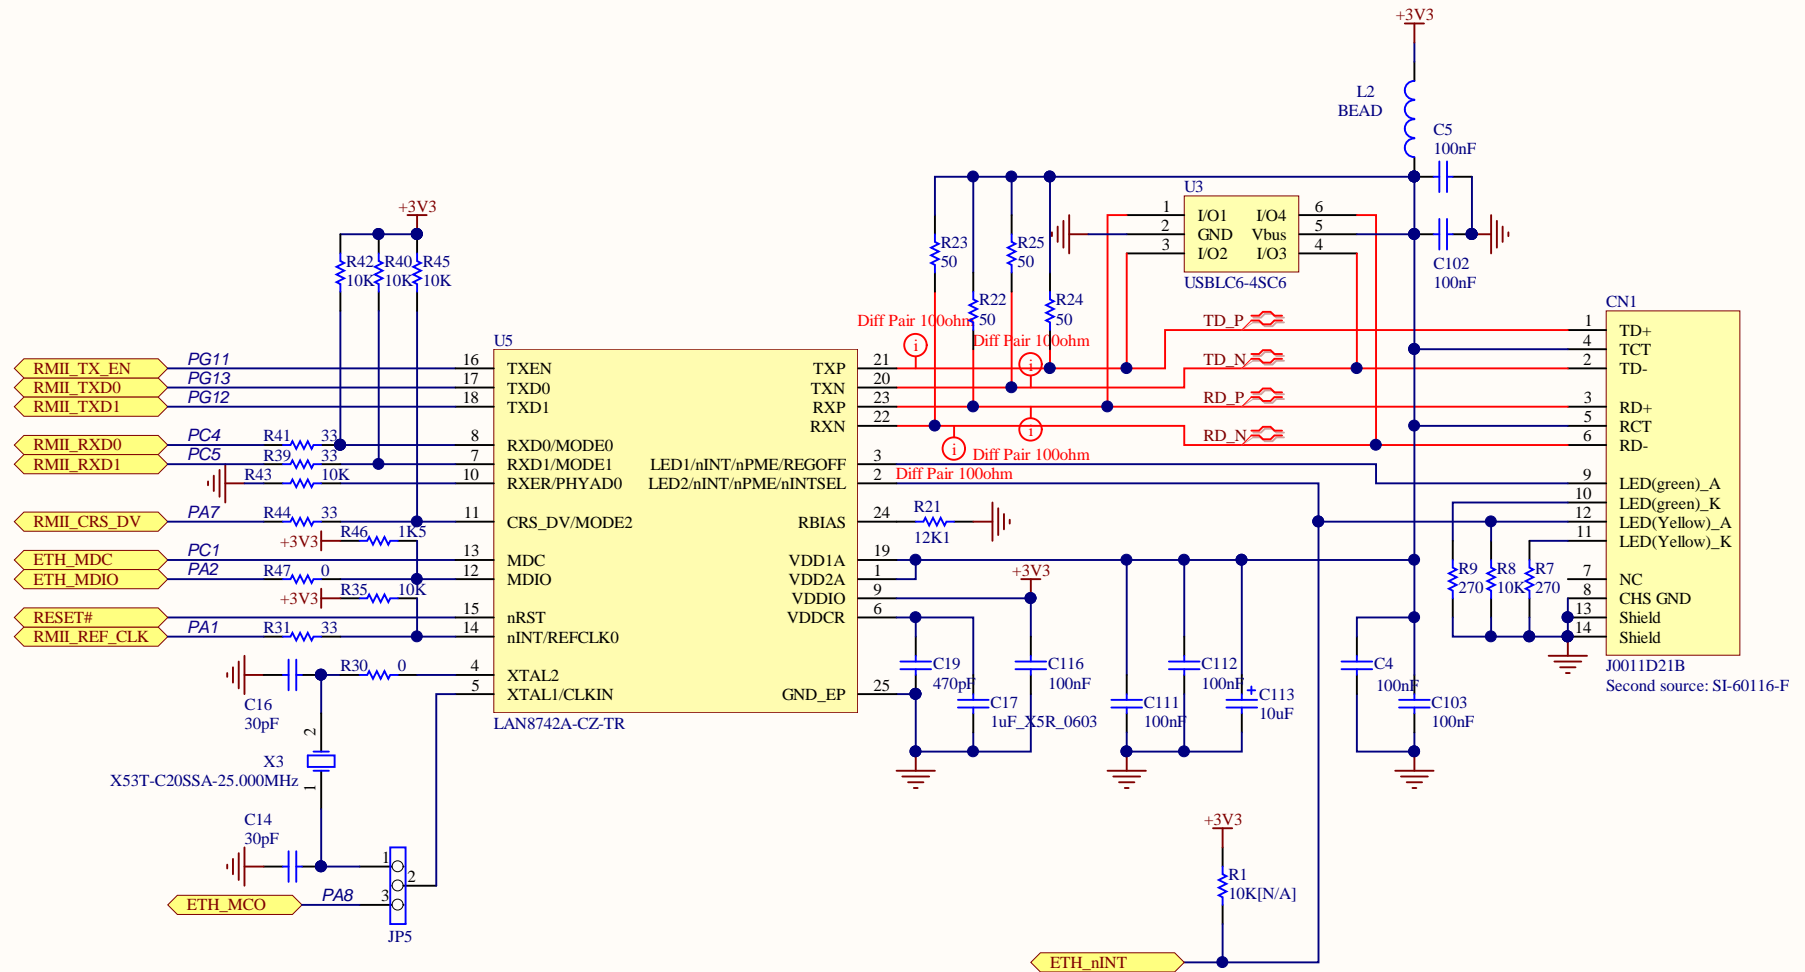 +3V3
L2
BEAD
C5
100nF
U3
1 I/O1 I/O4 6
2 GND Vbus 5
3 I/O2 I/O3 4
USBLC6-4SC6
C102
100nF
+3V3
R42
10K
R40
10K
R45
10K
R23
50
R25
50
R22
50
R24
50
Diff Pair 100ohm
Diff Pair 100ohm
Diff Pair 100ohm
Diff Pair 100ohm
i
i
i
i
TD_P
TD_N
RD_P
RD_N
RMII_TX_EN PG11
RMII_TXD0 PG13
RMII_TXD1 PG12
RMII_RXD0 PC4 R41 33
RMII_RXD1 PC5 R39 33
R43 10K
RMII_CRS_DV PA7 R44 33
+3V3 R46 1K5
ETH_MDC PC1
ETH_MDIO PA2 R47 0
+3V3 R35 10K
RESET#
RMII_REF_CLK PA1 R31 33
R30 0
C16
30pF
2
X3
X53T-C20SSA-25.000MHz
1
C14
30pF
1
2
3
ETH_MCO PA8
JP5
U5
16 TXEN TXP 21
17 TXD0 TXN 20
18 TXD1 RXP 23
RXN 22
8 RXD0/MODE0
7 RXD1/MODE1 LED1/nINT/nPME/REGOFF 3
10 RXER/PHYAD0 LED2/nINT/nPME/nINTSEL 2
11 CRS_DV/MODE2 RBIAS 24
13 MDC VDD1A 19
12 MDIO VDD2A 1
VDDIO 9
15 nRST VDDCR 6
14 nINT/REFCLK0
4 XTAL2
5 XTAL1/CLKIN GND_EP 25
LAN8742A-CZ-TR
R21
12K1
+3V3
C19
470pF
C17
1uF_X5R_0603
C116
100nF
C111
100nF
C112
100nF
+
C113
10uF
C4
100nF
C103
100nF
R9
270
R8
10K
R7
270
CN1
1 TD+
4 TCT
2 TD-
3 RD+
5 RCT
6 RD-
9 LED(green)_A
10 LED(green)_K
12 LED(Yellow)_A
11 LED(Yellow)_K
7 NC
8 CHS GND
13 Shield
14 Shield
J0011D21B
Second source: SI-60116-F
+3V3
R1
10K[N/A]
ETH_nINT